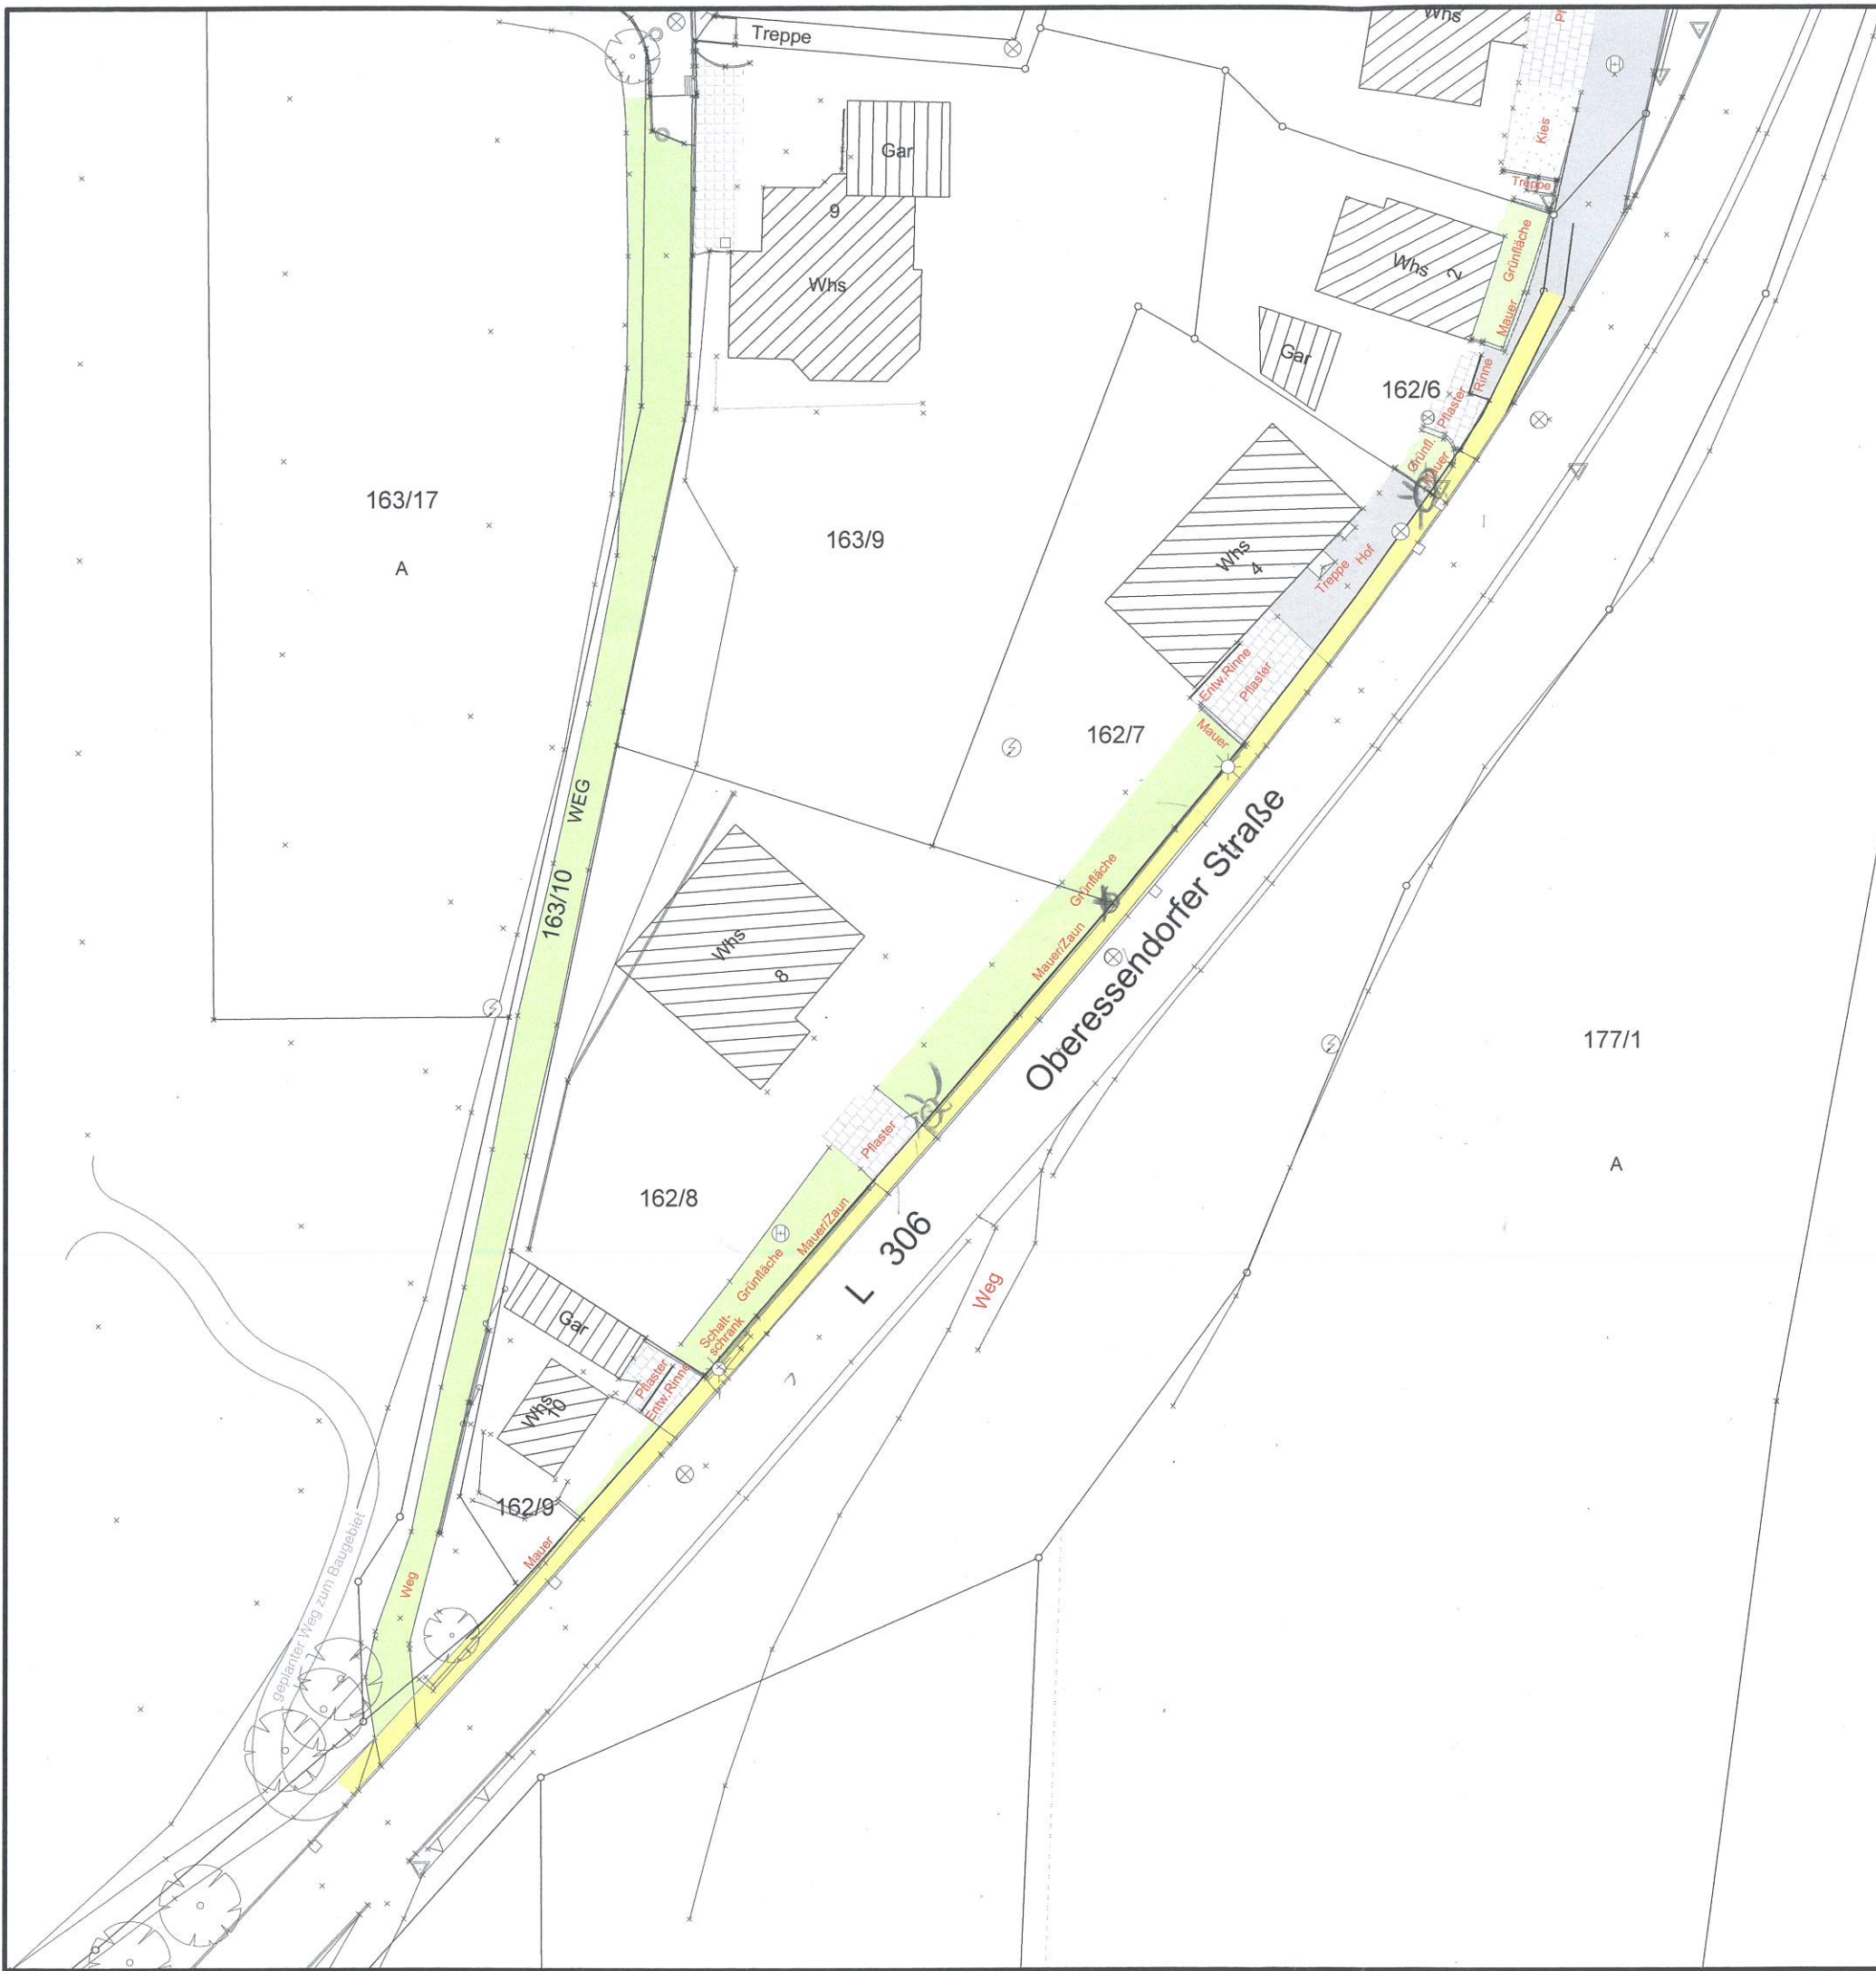 Treppe
Whs
Pf
Gar
Kies
Treppe
9
Whs
Whs 2
Grünfläche
Mauer
Gar
162/6
Rinne
Pflaster
Grünfl.
Mauer
163/17
A
163/9
Whs
4
Treppe
Hof
Entw.Rinne
Pflaster
162/7
Mauer
WEG
163/10
Grünfläche
Mauer/Zaun
Oberessendorfer Straße
Whs
8
177/1
A
Pflaster
162/8
Mauer/Zaun
Grünfläche
L 306
Weg
Schalt-
schrank
Gar
Pflaster
Entw.Rinne
Whs
10
162/9
Mauer
Weg
geplanter Weg zum Baugebiet